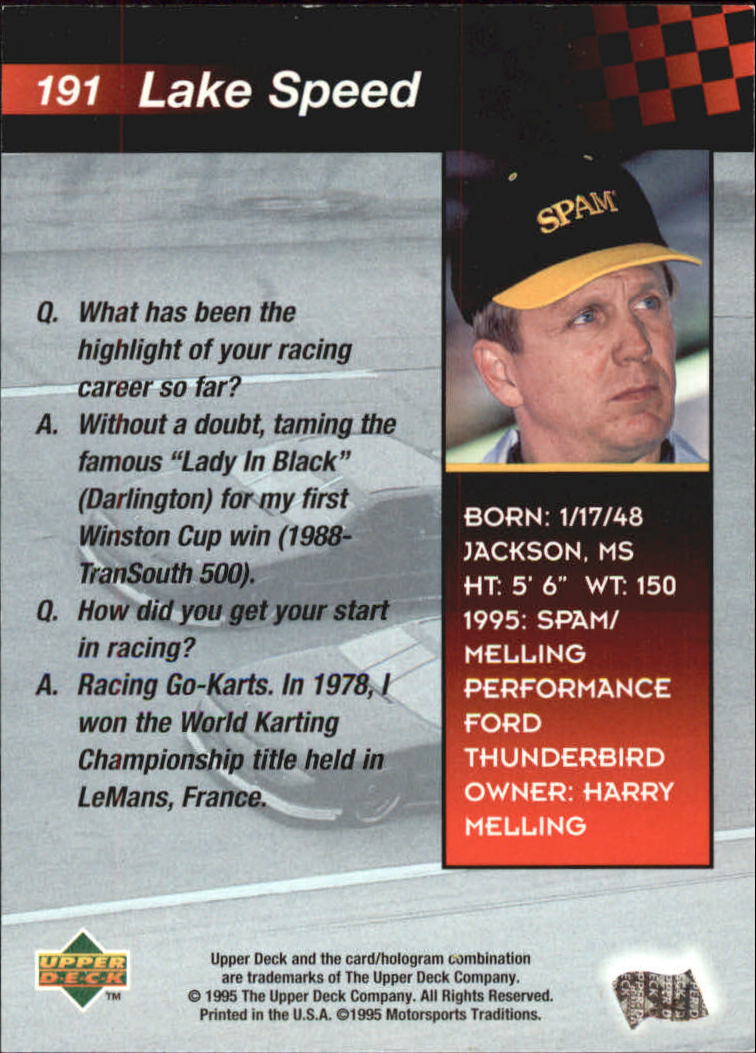 191 Lake Speed
SPAM
Q. What has been the
highlight of your racing
career so far?
A. Without a doubt, taming the
famous “Lady In Black”
(Darlington) for my first
Winston Cup win (1988-
TranSouth 500).
Q. How did you get your start
in racing?
A. Racing Go-Karts. In 1978, I
won the World Karting
Championship title held in
LeMans, France.
BORN: 1/17/48
JACKSON, MS
HT: 5' 6" WT: 150
1995: SPAM/
MELLING
PERFORMANCE
FORD
THUNDERBIRD
OWNER: HARRY
MELLING
UPPER
DECK
TM
Upper Deck and the card/hologram combination
are trademarks of The Upper Deck Company.
© 1995 The Upper Deck Company. All Rights Reserved.
Printed in the U.S.A. ©1995 Motorsports Traditions.